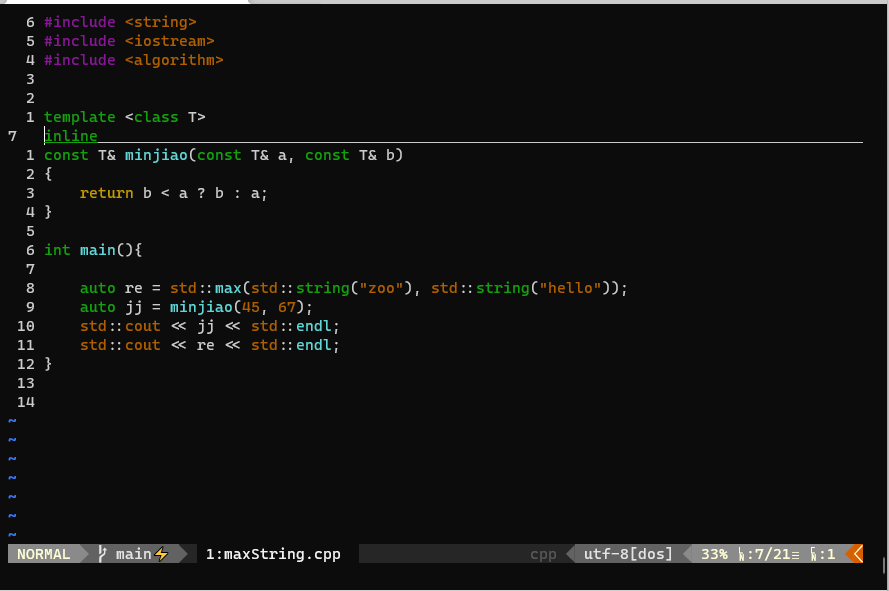 6 #include <string>
5 #include <iostream>
4 #include <algorithm>
3
2
1 template <class T>
7 inline
1 const T& minjiao(const T& a, const T& b)
2 {
3     return b < a ? b : a;
4 }
5
6 int main(){
7
8     auto re = std::max(std::string("zoo"), std::string("hello"));
9     auto jj = minjiao(45, 67);
10     std::cout << jj << std::endl;
11     std::cout << re << std::endl;
12 }
13
14
~
~
~
~
~
~
~
NORMAL main⚡ 1:maxString.cpp cpp utf-8[dos] 33% ㏑:7/21≡ ℅:1